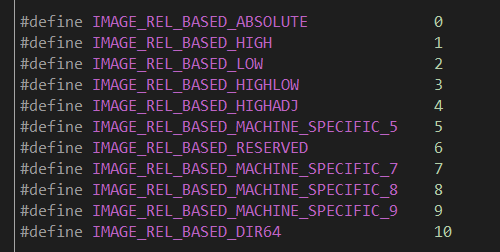 #define IMAGE_REL_BASED_ABSOLUTE 0
#define IMAGE_REL_BASED_HIGH 1
#define IMAGE_REL_BASED_LOW 2
#define IMAGE_REL_BASED_HIGHLOW 3
#define IMAGE_REL_BASED_HIGHADJ 4
#define IMAGE_REL_BASED_MACHINE_SPECIFIC_5 5
#define IMAGE_REL_BASED_RESERVED 6
#define IMAGE_REL_BASED_MACHINE_SPECIFIC_7 7
#define IMAGE_REL_BASED_MACHINE_SPECIFIC_8 8
#define IMAGE_REL_BASED_MACHINE_SPECIFIC_9 9
#define IMAGE_REL_BASED_DIR64 10